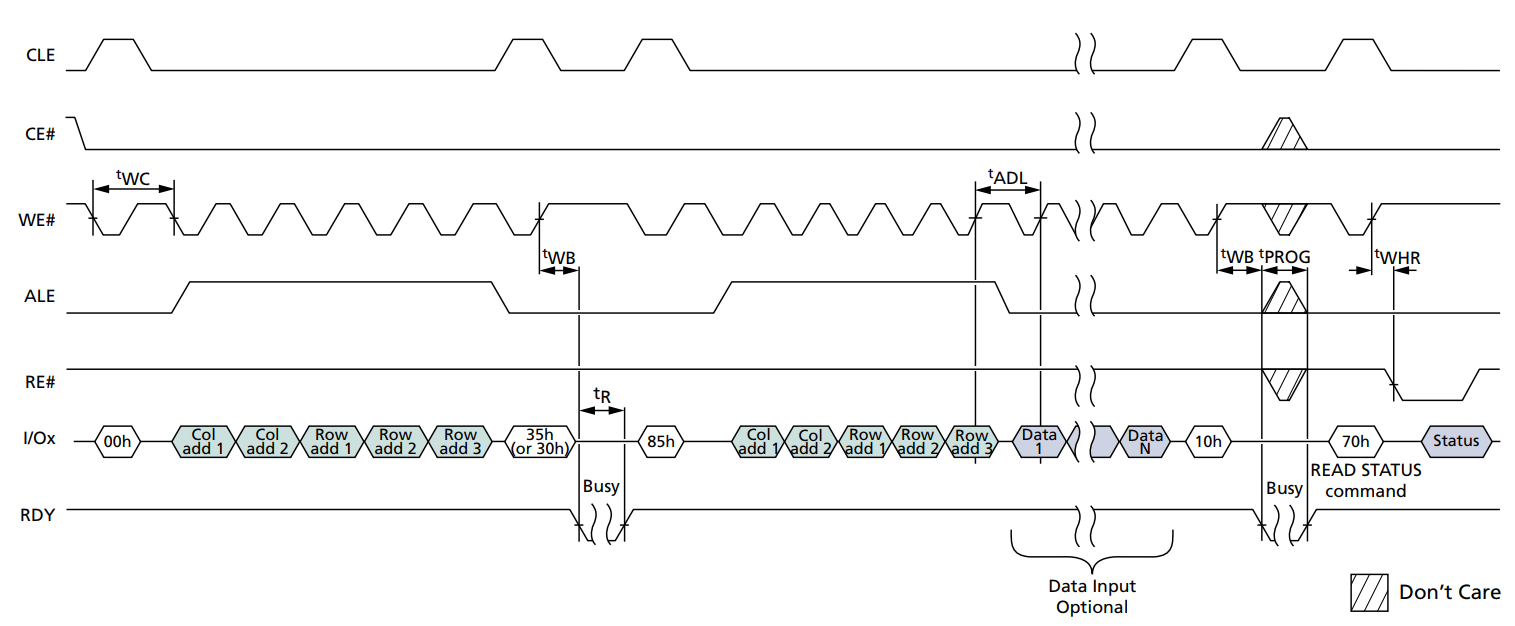 CLE
CE#
tWC
tADL
WE#
tWB
tWB
tPROG
tWHR
ALE
RE#
tR
I/Ox
00h
Col
add 1
Col
add 2
Row
add 1
Row
add 2
Row
add 3
35h
(or 30h)
85h
Col
add 1
Col
add 2
Row
add 1
Row
add 2
Row
add 3
Data
1
Data
N
10h
70h
Status
READ STATUS
command
Busy
Busy
RDY
Data Input
Optional
Don’t Care